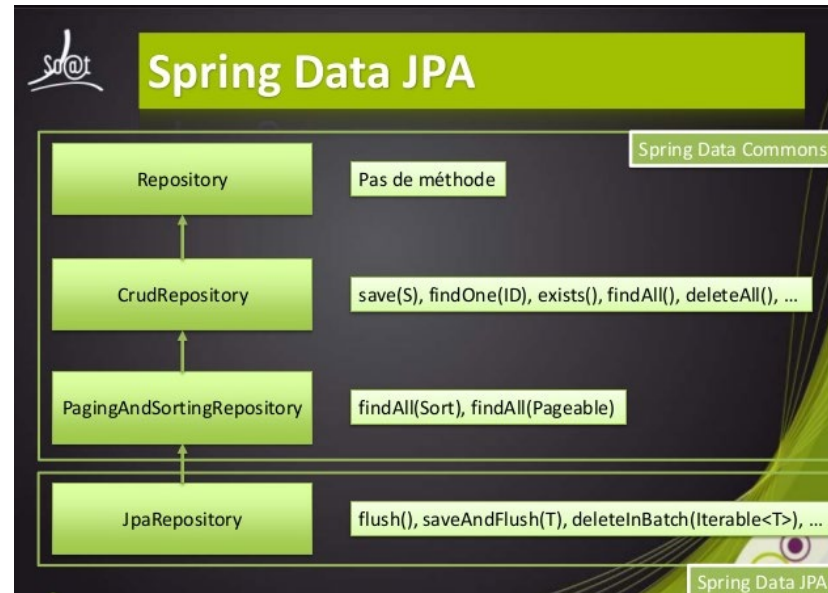 So@t
Spring Data JPA
Spring Data Commons
Repository
Pas de méthode
CrudRepository
save(S), findOne(ID), exists(), findAll(), deleteAll(), ...
PagingAndSortingRepository
findAll(Sort), findAll(Pageable)
JpaRepository
flush(), saveAndFlush(T), deleteInBatch(Iterable<T>), ...
Spring Data JPA